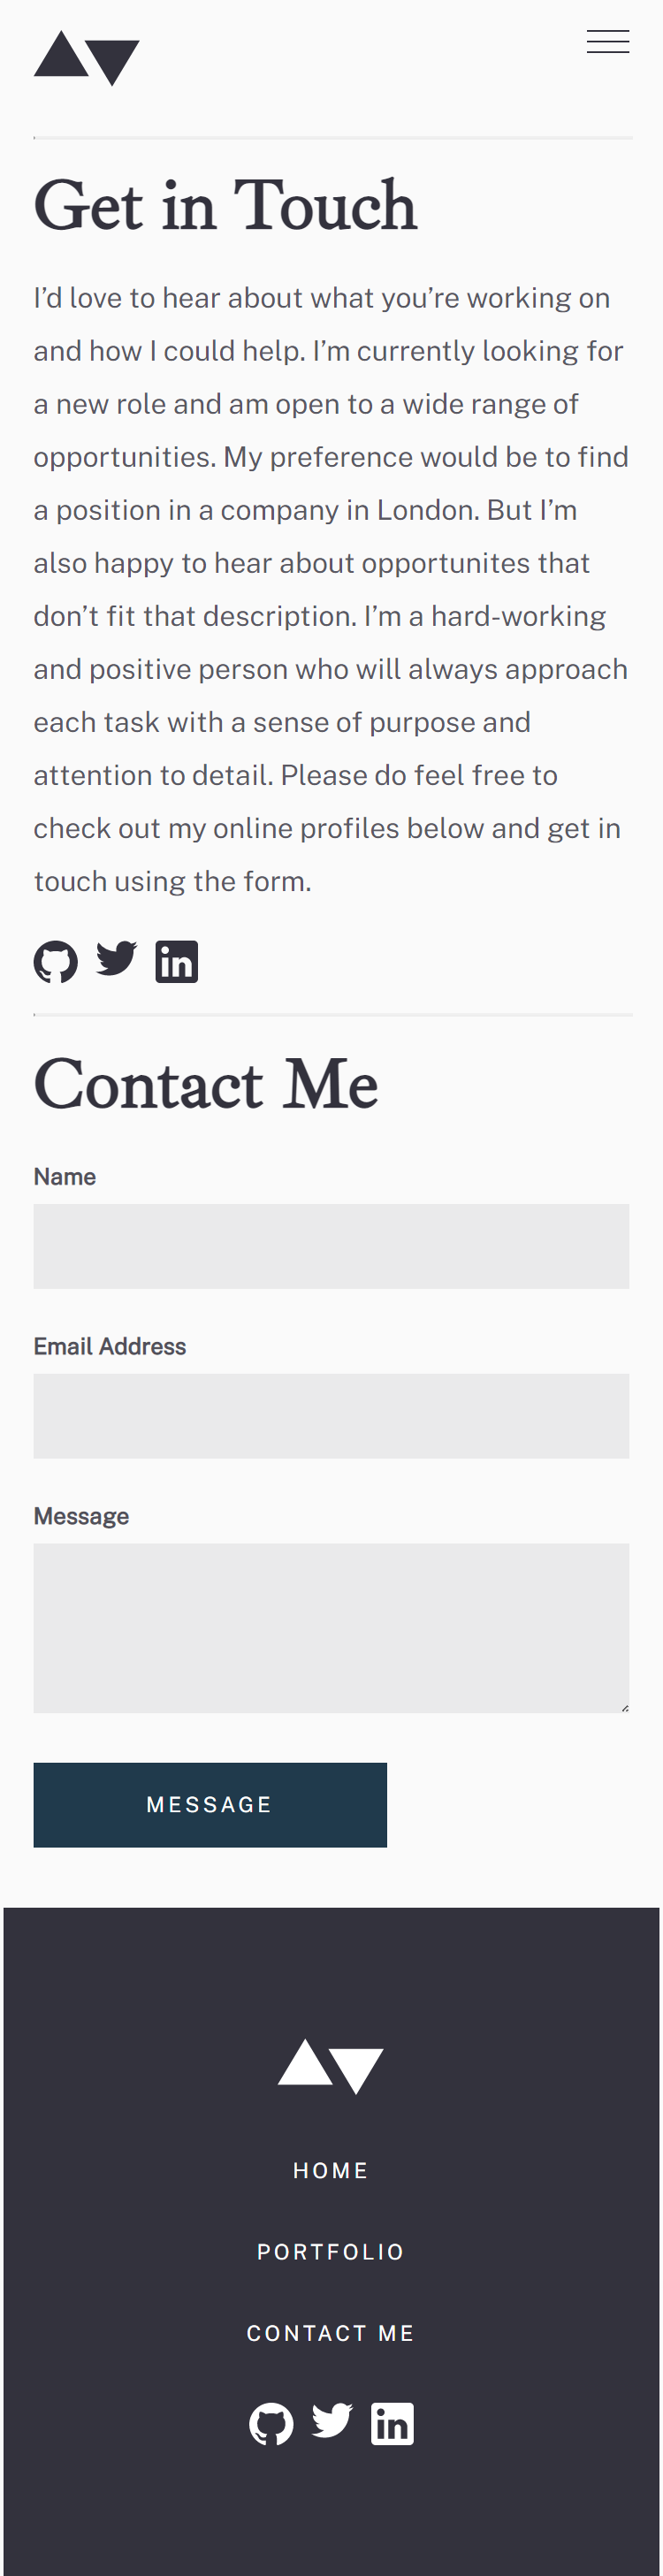 Get in Touch
I’d love to hear about what you’re working on
and how I could help. I’m currently looking for
a new role and am open to a wide range of
opportunities. My preference would be to find
a position in a company in London. But I’m
also happy to hear about opportunites that
don’t fit that description. I’m a hard-working
and positive person who will always approach
each task with a sense of purpose and
attention to detail. Please do feel free to
check out my online profiles below and get in
touch using the form.
Contact Me
Name
Email Address
Message
MESSAGE
HOME
PORTFOLIO
CONTACT ME